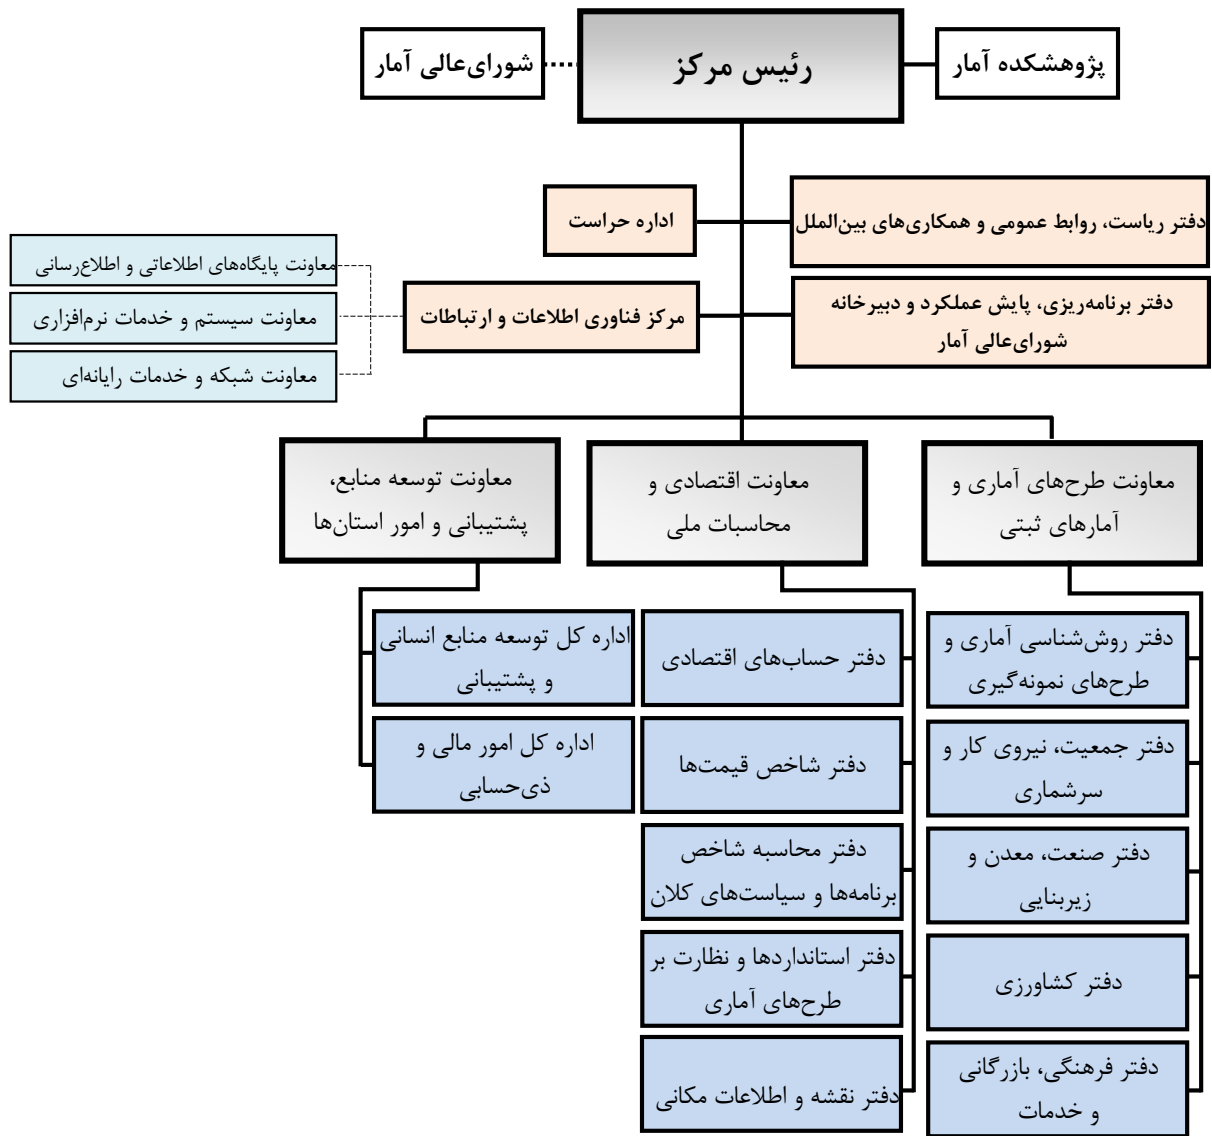 پژوهشکده آمار
رئیس مرکز
شورای‌عالی آمار
دفتر ریاست، روابط عمومی و همکاری‌های بین‌الملل
اداره حراست
دفتر برنامه‌ریزی، پایش عملکرد و دبیرخانه
شورای‌عالی آمار
مرکز فناوری اطلاعات و ارتباطات
معاونت پایگاه‌های اطلاعاتی و اطلاع‌رسانی
معاونت سیستم و خدمات نرم‌افزاری
معاونت شبکه و خدمات رایانه‌ای
معاونت طرح‌های آماری و
آمارهای ثبتی
معاونت اقتصادی و
محاسبات ملی
معاونت توسعه منابع،
پشتیبانی و امور استان‌ها
دفتر روش‌شناسی آماری و
طرح‌های نمونه‌گیری
دفتر جمعیت، نیروی کار و
سرشماری
دفتر صنعت، معدن و
زیربنایی
دفتر کشاورزی
دفتر فرهنگی، بازرگانی
و خدمات
دفتر حساب‌های اقتصادی
دفتر شاخص قیمت‌ها
دفتر محاسبه شاخص
برنامه‌ها و سیاست‌های کلان
دفتر استانداردها و نظارت بر
طرح‌های آماری
دفتر نقشه و اطلاعات مکانی
اداره کل توسعه منابع انسانی
و پشتیبانی
اداره کل امور مالی و
ذی‌حسابی